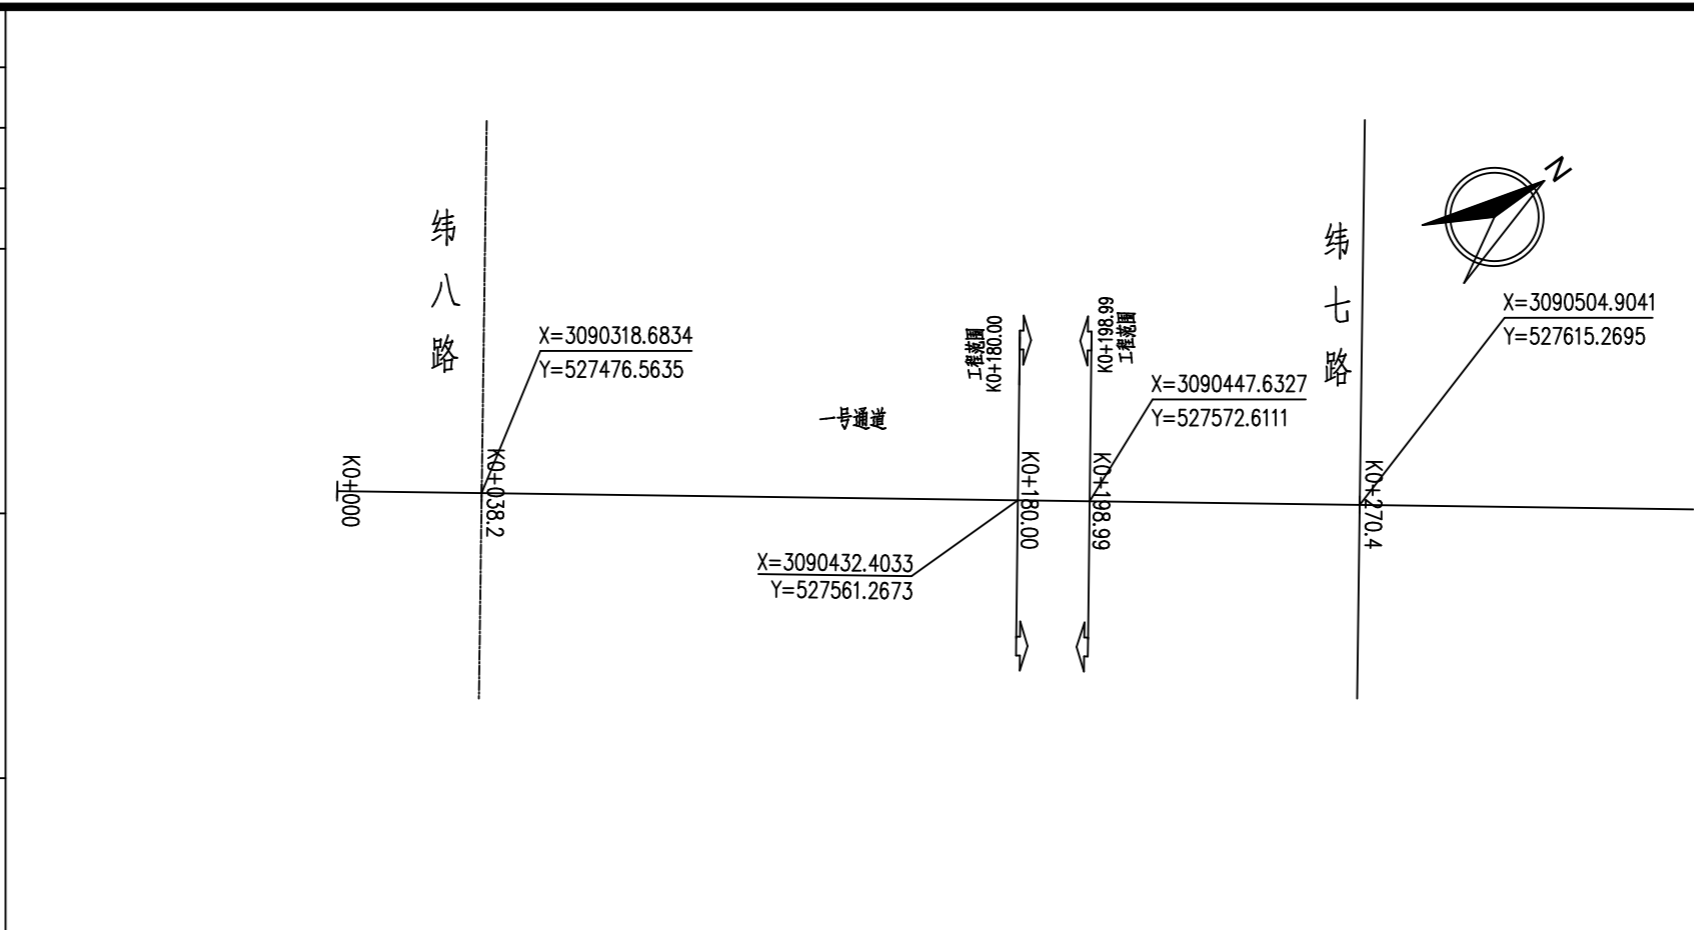 纬八路
X=3090318.6834
Y=527476.5635
K0+000
K0+038.2
一号通道
工程范围
K0+180.00
K0+198.99
工程范围
K0+180.00
K0+198.99
X=3090432.4033
Y=527561.2673
X=3090447.6327
Y=527572.6111
纬七路
K0+270.4
N
X=3090504.9041
Y=527615.2695